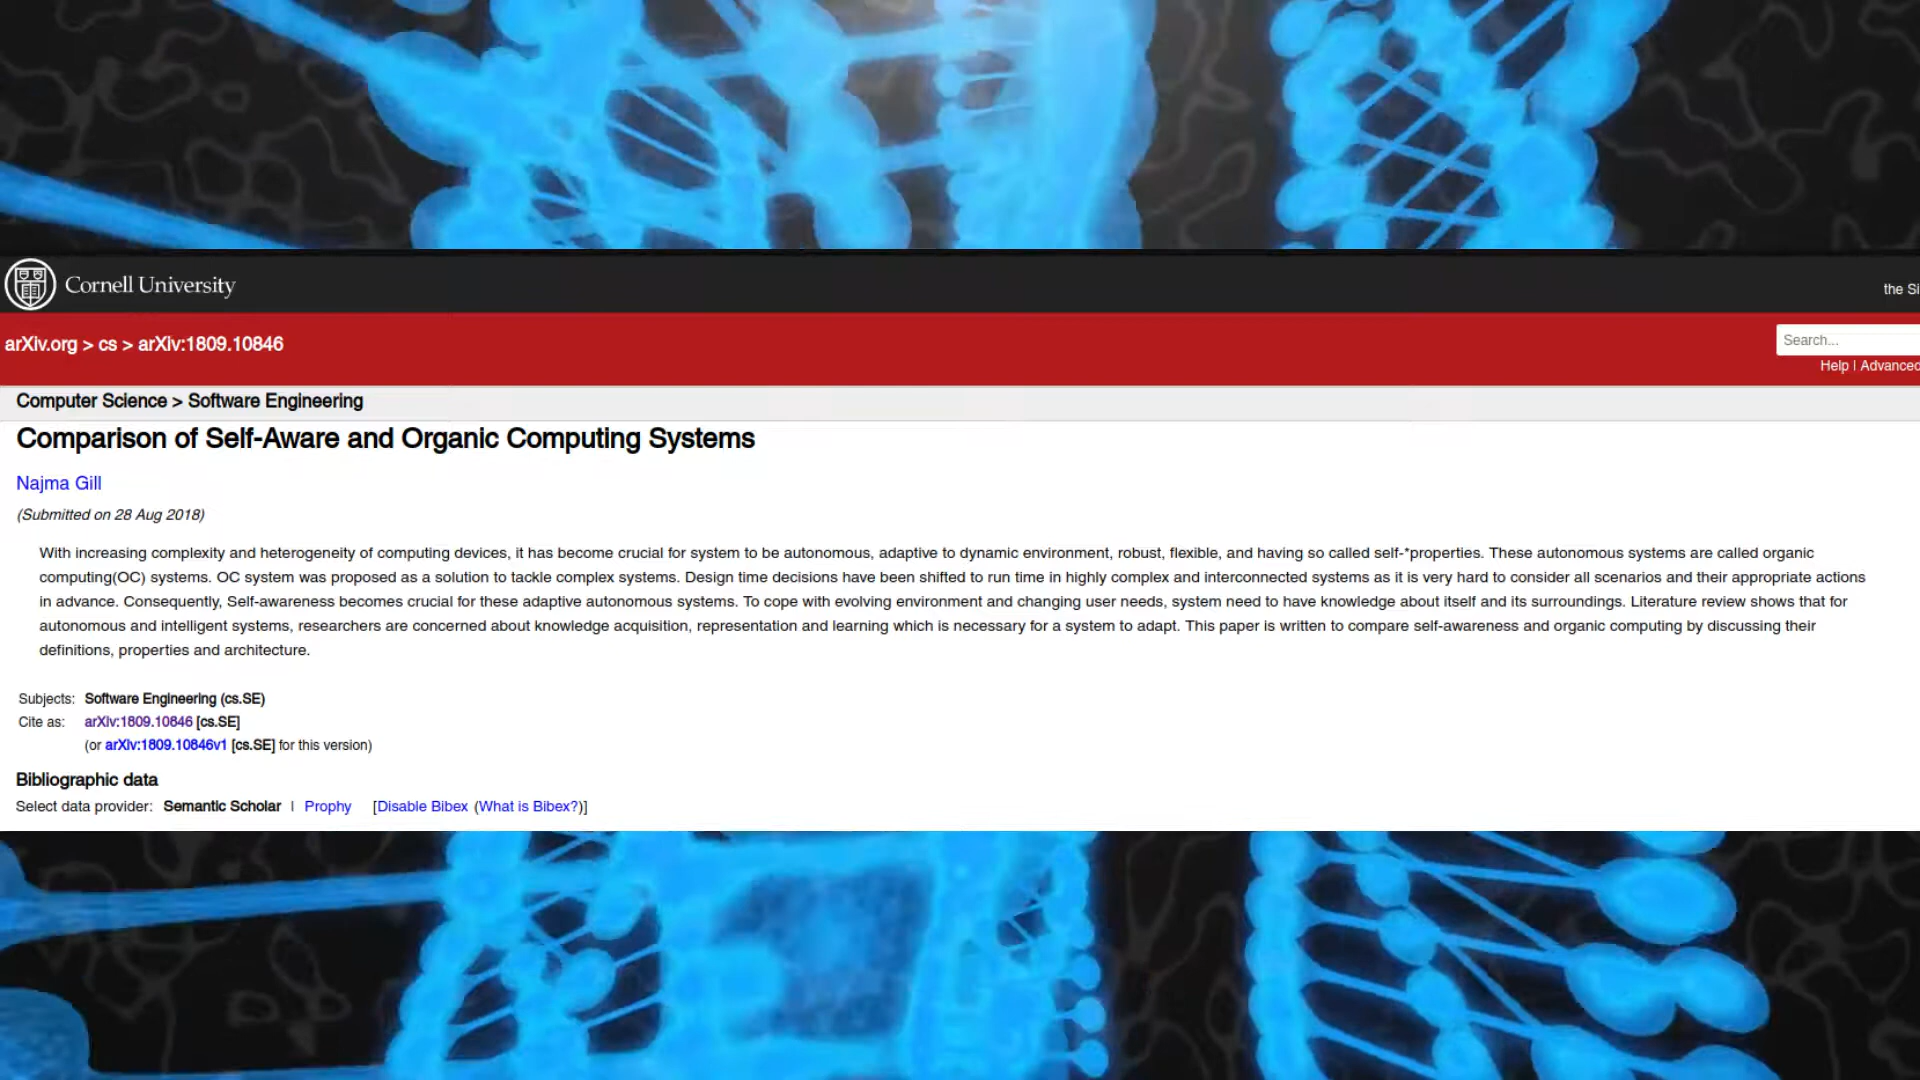 Cornell University
the Si
arXiv.org > cs > arXiv:1809.10846
Search...
Help | Advanced
Computer Science > Software Engineering
Comparison of Self-Aware and Organic Computing Systems
Najma Gill
(Submitted on 28 Aug 2018)
With increasing complexity and heterogeneity of computing devices, it has become crucial for system to be autonomous, adaptive to dynamic environment, robust, flexible, and having so called self-*properties. These autonomous systems are called organic
computing(OC) systems. OC system was proposed as a solution to tackle complex systems. Design time decisions have been shifted to run time in highly complex and interconnected systems as it is very hard to consider all scenarios and their appropriate actions
in advance. Consequently, Self-awareness becomes crucial for these adaptive autonomous systems. To cope with evolving environment and changing user needs, system need to have knowledge about itself and its surroundings. Literature review shows that for
autonomous and intelligent systems, researchers are concerned about knowledge acquisition, representation and learning which is necessary for a system to adapt. This paper is written to compare self-awareness and organic computing by discussing their
definitions, properties and architecture.
Subjects: Software Engineering (cs.SE)
Cite as: arXiv:1809.10846 [cs.SE]
(or arXiv:1809.10846v1 [cs.SE] for this version)
Bibliographic data
Select data provider: Semantic Scholar | Prophy [Disable Bibex (What is Bibex?)]